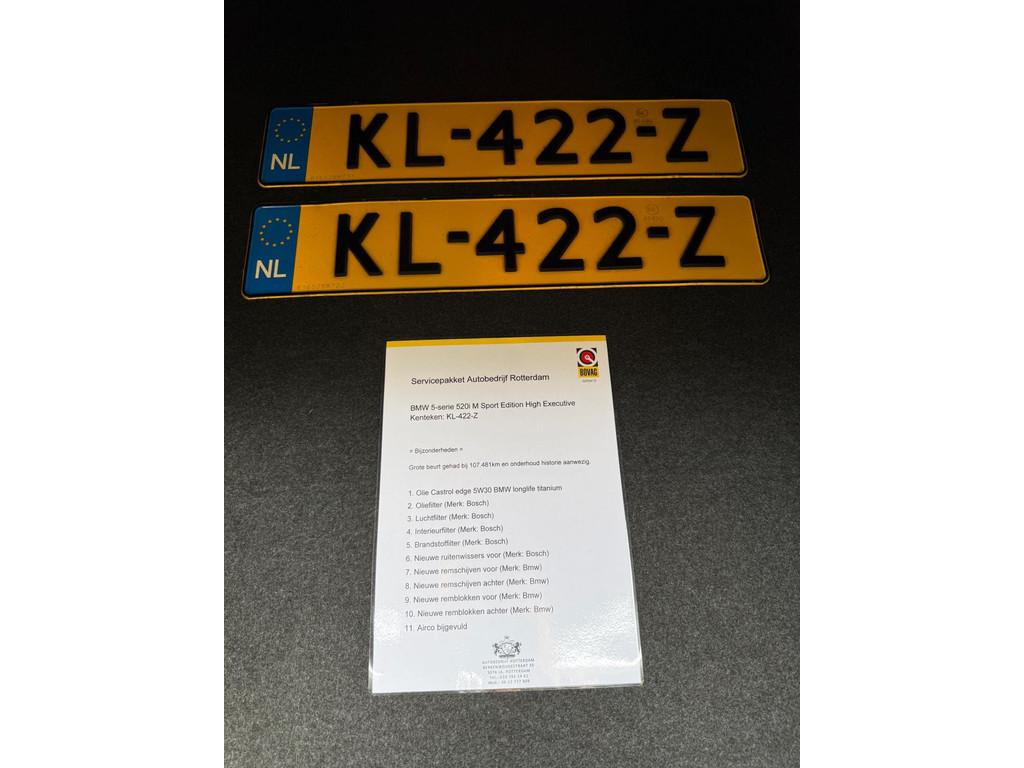 NL KL-422-Z
NL KL-422-Z
BOVAG
Servicepakket Autobedrijf Rotterdam
BMW 5-serie 520i M Sport Edition High Executive
Kenteken: KL-422-Z
= Bijzonderheden =
Grote beurt gehad bij 107.481km en onderhoud historie aanwezig.
1. Olie Castrol edge 5W30 BMW longlife titanium
2. Oliefilter (Merk: Bosch)
3. Luchtfilter (Merk: Bosch)
4. Interieurfilter (Merk: Bosch)
5. Brandstoffilter (Merk: Bosch)
6. Nieuwe ruitenwissers voor (Merk: Bosch)
7. Nieuwe remschijven voor (Merk: Bmw)
8. Nieuwe remschijven achter (Merk: Bmw)
9. Nieuwe remblokken voor (Merk: Bmw)
10. Nieuwe remblokken achter (Merk: Bmw)
11. Airco bijgevuld
AUTOBEDRIJF ROTTERDAM
ROTTERDAM